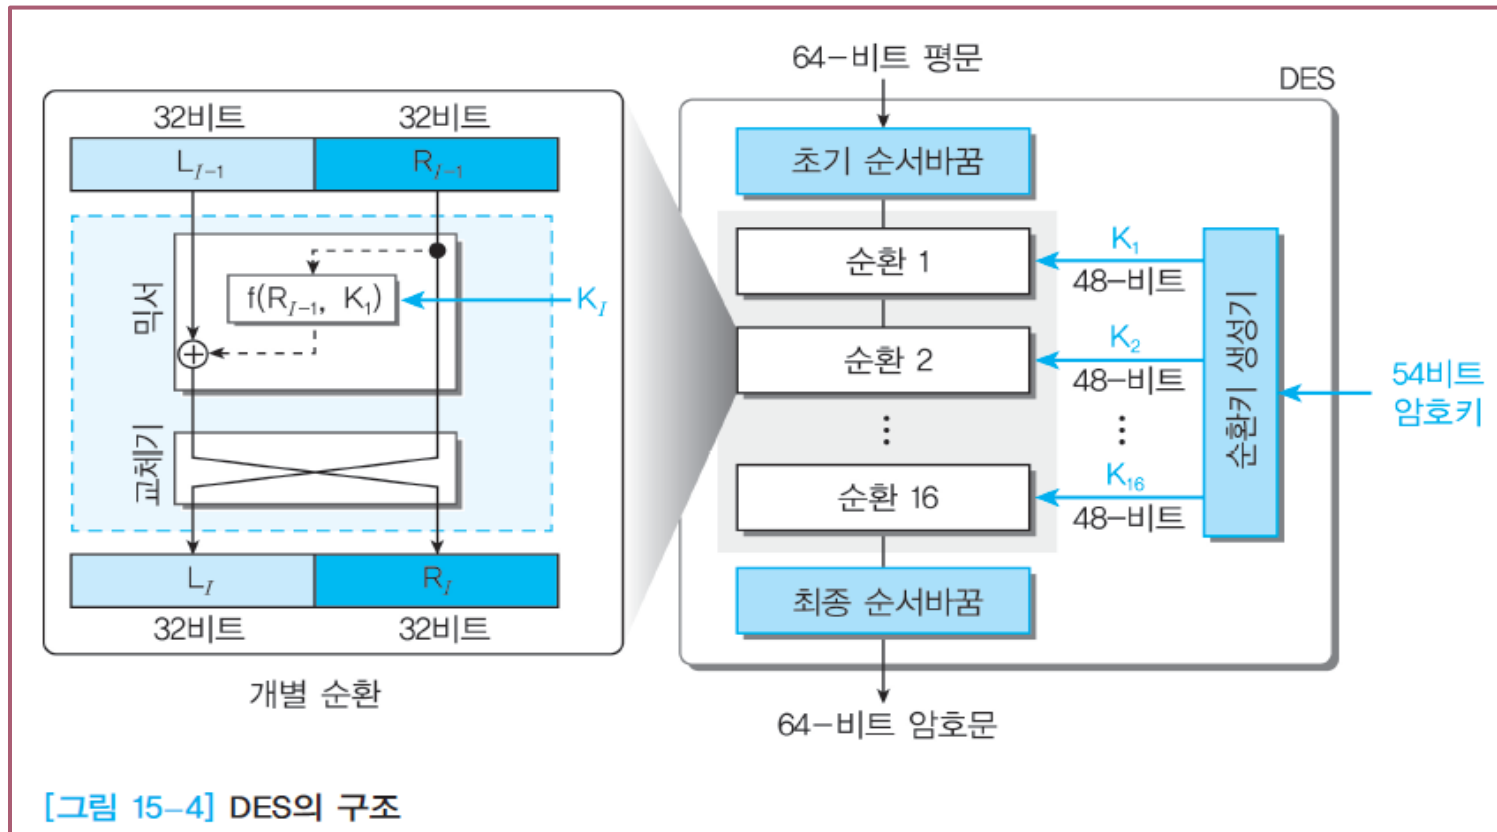 64-비트 평문
DES
32비트 32비트
L_{I-1} R_{I-1}
믹서
f(R_{I-1}, K_1)
K_I
교체기
L_I R_I
32비트 32비트
개별 순환
초기 순서바꿈
순환 1
K_1
48-비트
순환 2
K_2
48-비트
⋯
⋯
순환 16
K_{16}
48-비트
순환키 생성기
54비트
암호키
최종 순서바꿈
64-비트 암호문
[그림 15-4] DES의 구조